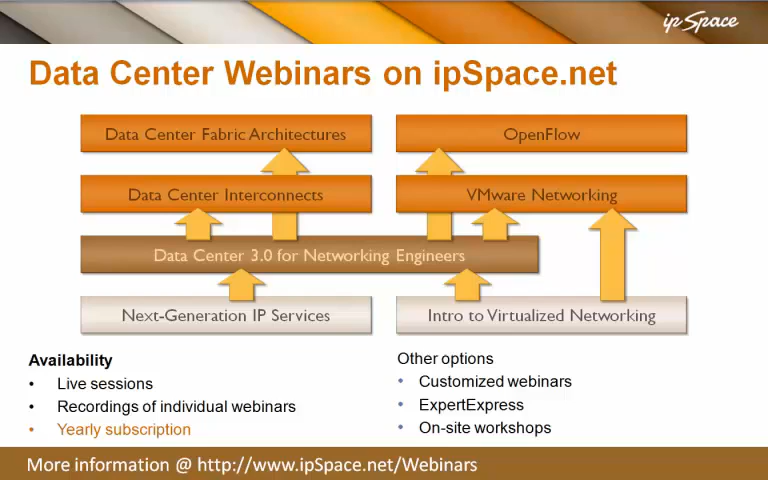 ipSpace
Data Center Webinars on ipSpace.net
Data Center Fabric Architectures
OpenFlow
Data Center Interconnects
VMware Networking
Data Center 3.0 for Networking Engineers
Next-Generation IP Services
Intro to Virtualized Networking
Availability
• Live sessions
• Recordings of individual webinars
• Yearly subscription
Other options
• Customized webinars
• ExpertExpress
• On-site workshops
More information @ http://www.ipSpace.net/Webinars